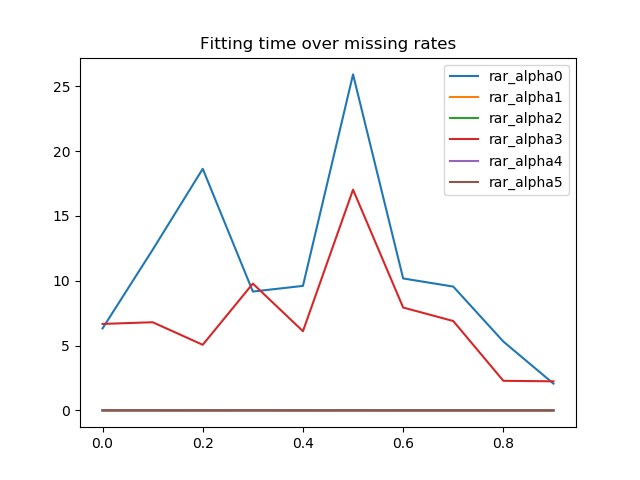 Fitting time over missing rates
rar_alpha0
rar_alpha1
rar_alpha2
rar_alpha3
rar_alpha4
rar_alpha5
25
20
15
10
5
0
0.0 0.2 0.4 0.6 0.8